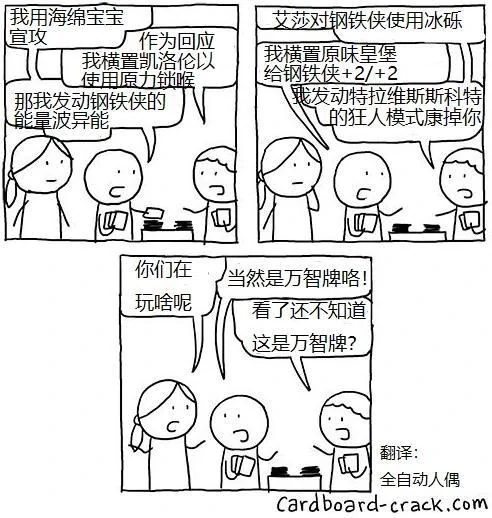 我用海绵宝宝
宣攻
作为回应
我横置凯洛伦以
使用原力锁喉
那我发动钢铁侠的
能量波异能
艾莎对钢铁侠使用冰砾
我横置原味皇堡
给钢铁侠+2/+2
我发动特拉维斯斯科特
的狂人模式康掉你
你们在
玩啥呢
当然是万智牌咯!
看了还不知道
这是万智牌?
翻译:
全自动人偶
cardboard-crack.com